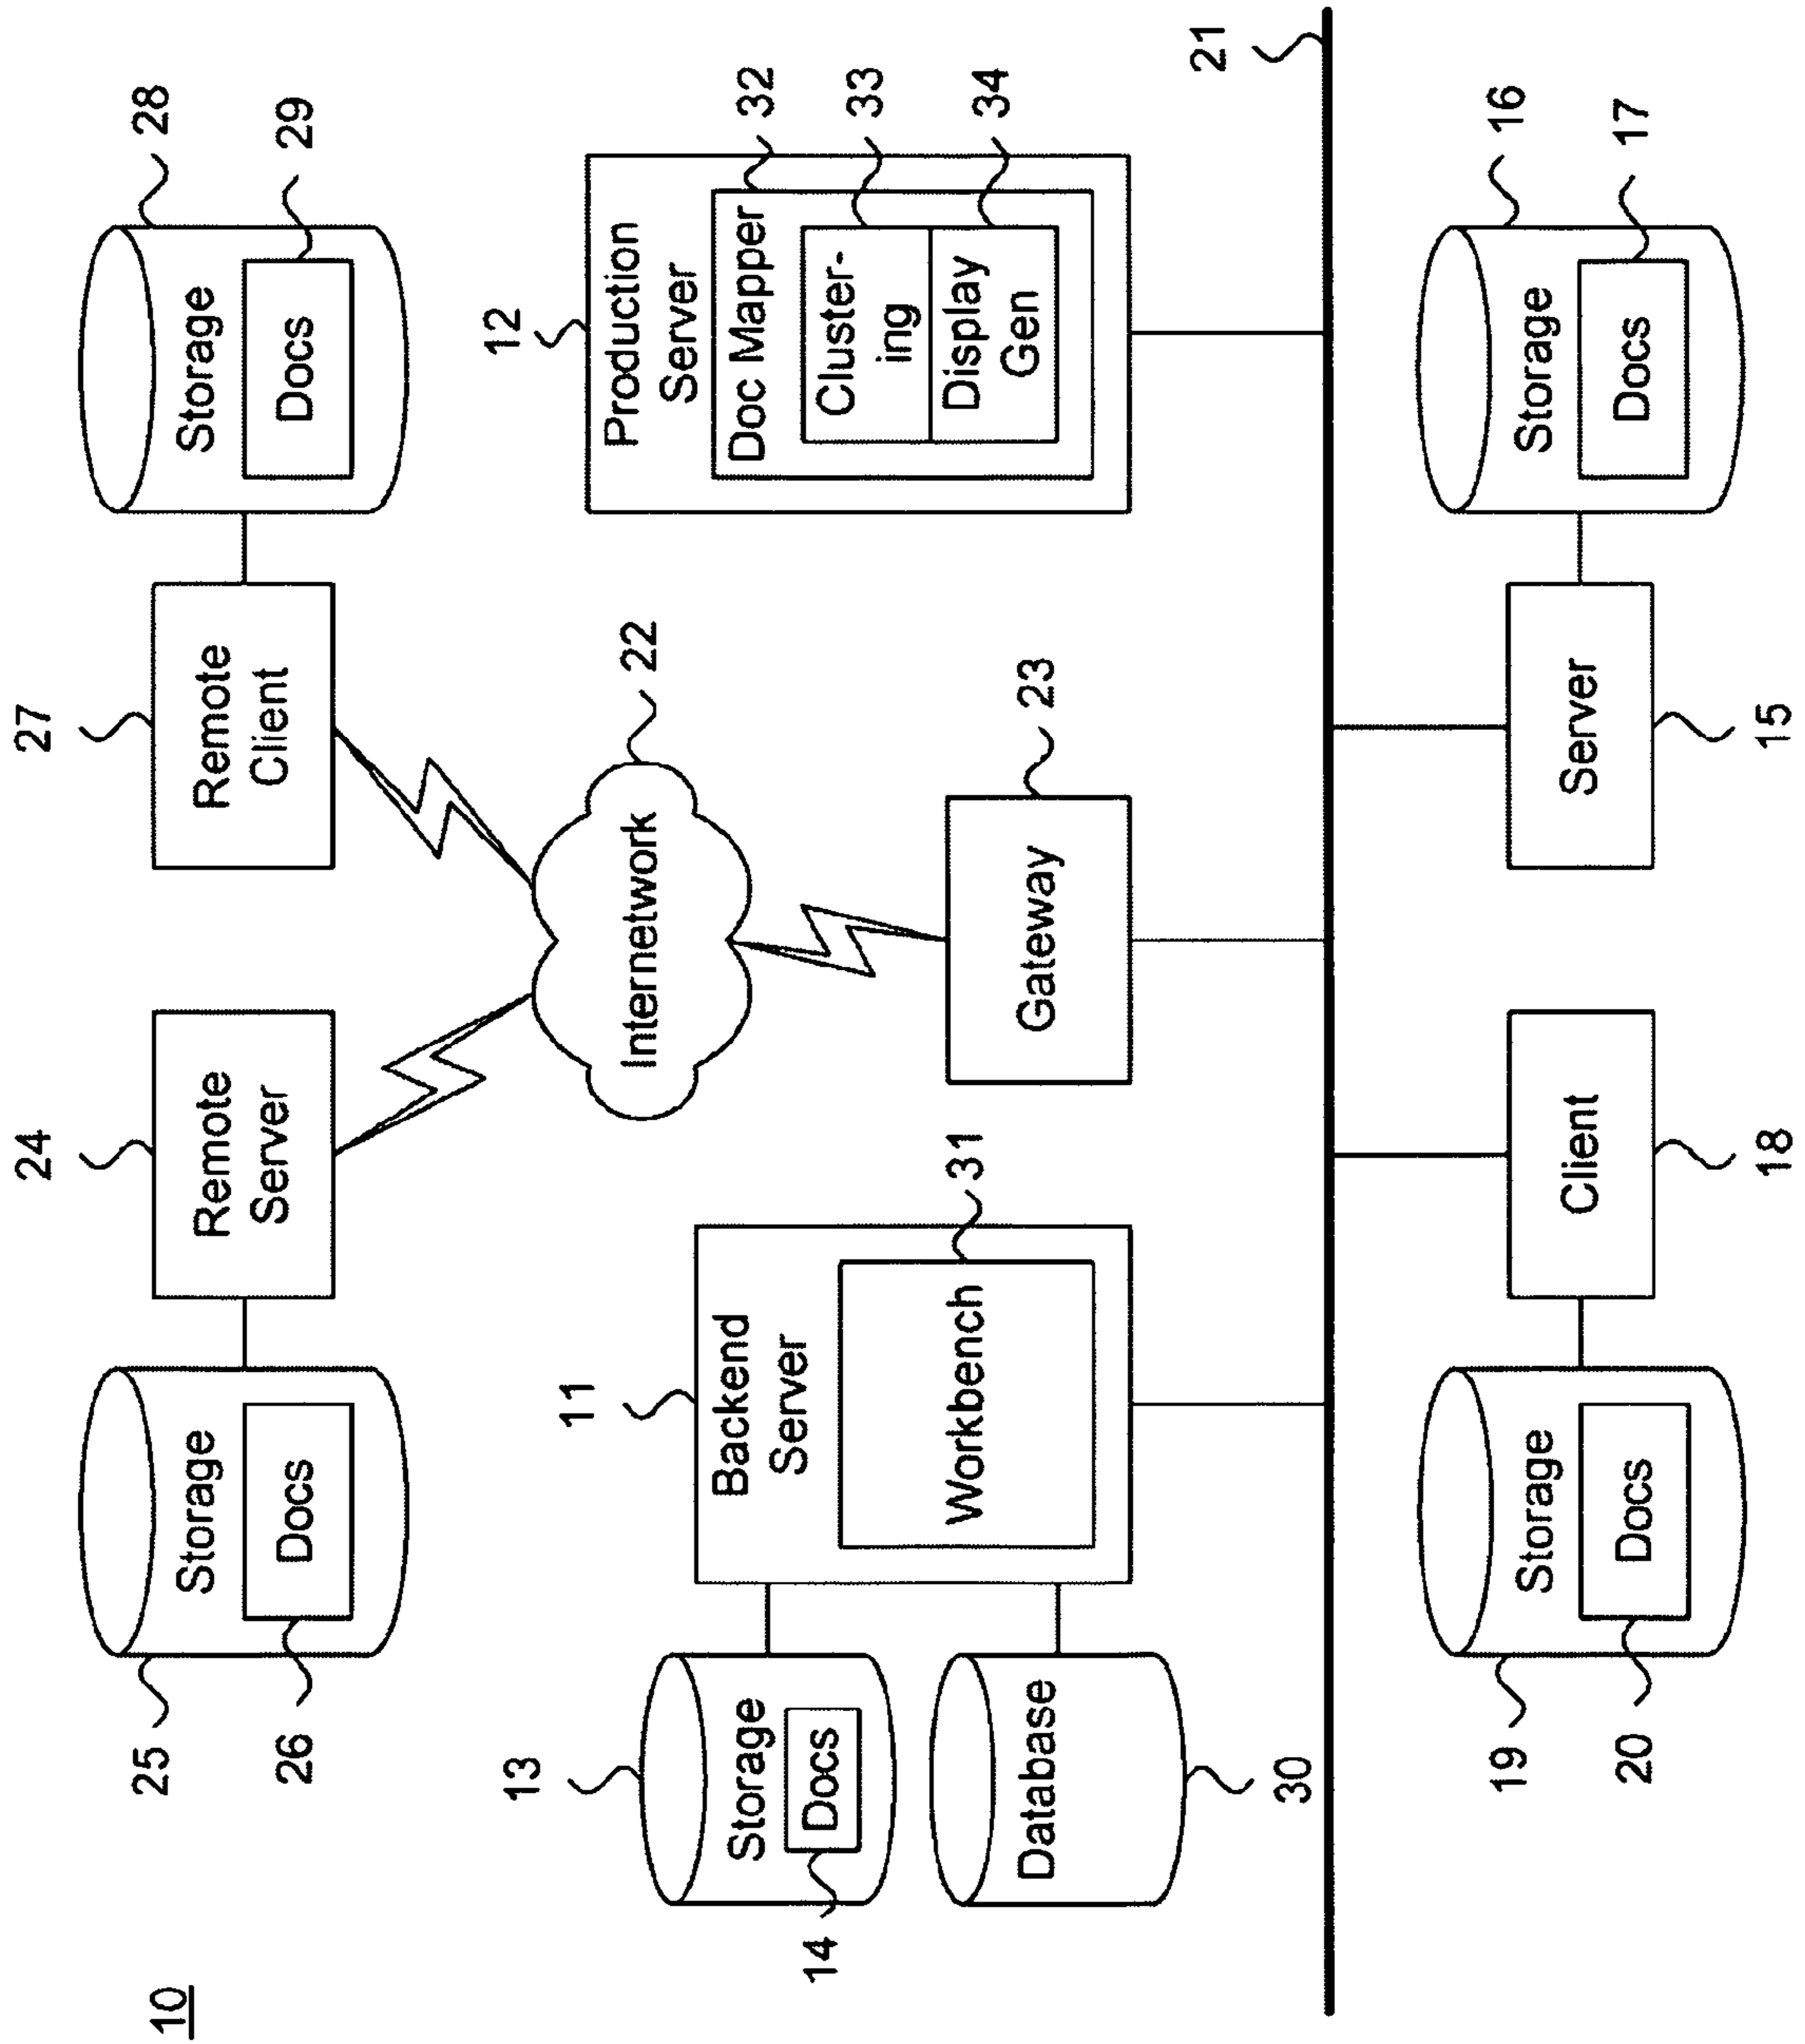 10
24
27
25
Storage
Docs
26
Remote
Server
Remote
Client
28
Storage
Docs
29
Internetwork
22
13
Storage
Docs
14
Database
30
11
Backend
Server
Workbench
31
Gateway
23
12
Production
Server
Doc Mapper
32
Cluster-
ing
33
Display
Gen
34
21
19
Storage
Docs
20
Client
18
Server
15
16
Storage
Docs
17